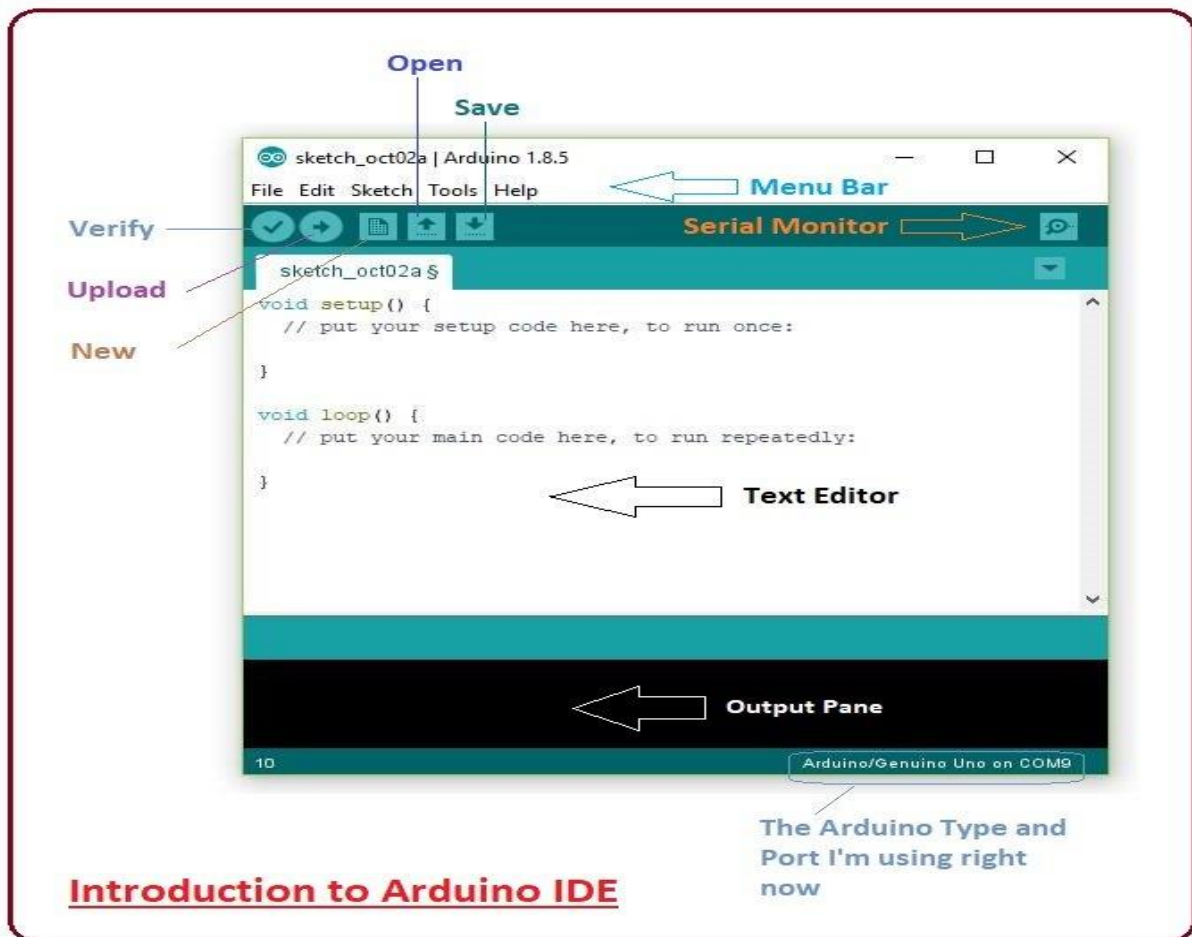 Open
Save
sketch_oct02a | Arduino 1.8.5
File Edit Sketch Tools Help
Menu Bar
Verify
Serial Monitor
sketch_oct02a §
Upload
void setup() {
// put your setup code here, to run once:
New
}
void loop() {
// put your main code here, to run repeatedly:
}
Text Editor
Output Pane
10
Arduino/Genuino Uno on COM9
The Arduino Type and
Port I'm using right
now
Introduction to Arduino IDE